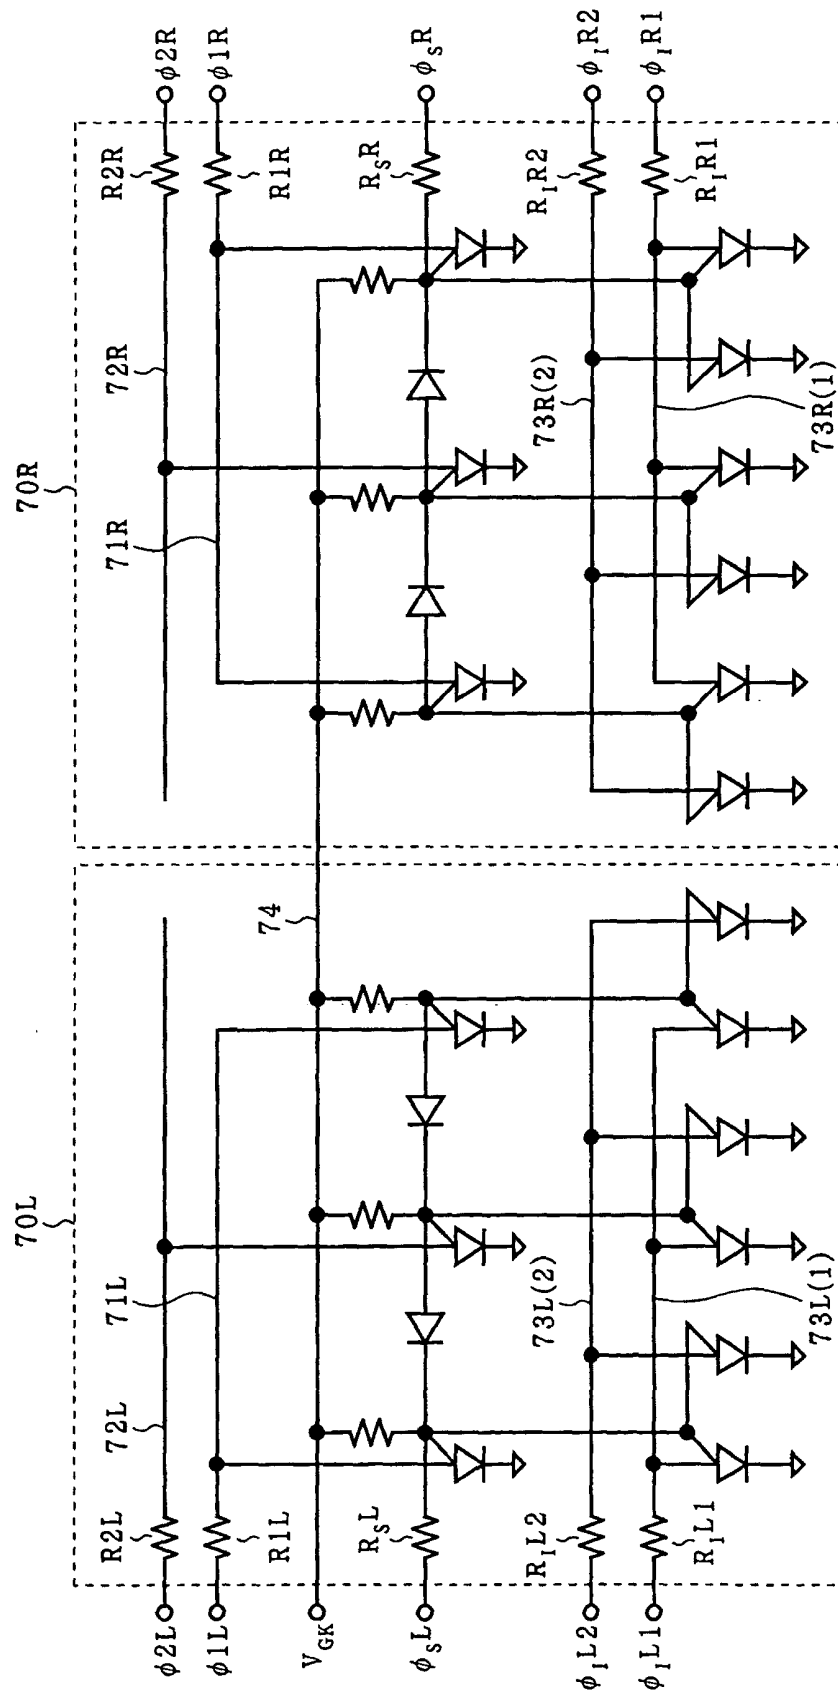 70L
70R
72L
71L
74
71R
72R
R2L
R1L
RSL
RIL2
RIL1
R2R
R1R
RSR
RIR2
RIR1
φ2L
φ1L
VGK
φSL
φIL2
φIL1
φ2R
φ1R
φSR
φIR2
φIR1
73L(2)
73L(1)
73R(2)
73R(1)